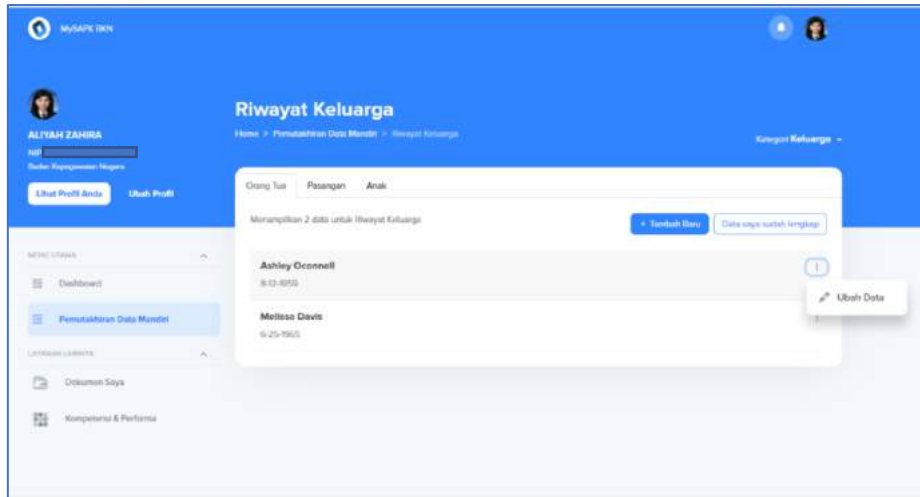 MySAPK BKN
ALIYAH ZAHIRA
NIP
Badan Kepegawaian Negara
Lihat Profil Anda
Ubah Profil
Riwayat Keluarga
Home > Pemutakhiran Data Mandiri > Riwayat Keluarga
Kategori Keluarga
Orang Tua Pasangan Anak
Menampilkan 2 data untuk Riwayat Keluarga
+ Tambah Baru
Data saya sudah lengkap
Ashley Oconnell
8-13-1959
Ubah Data
Melissa Davis
6-25-1965
MENU UTAMA
Dashboard
Pemutakhiran Data Mandiri
LAYANAN LAINNYA
Dokumen Saya
Kompetensi & Performa